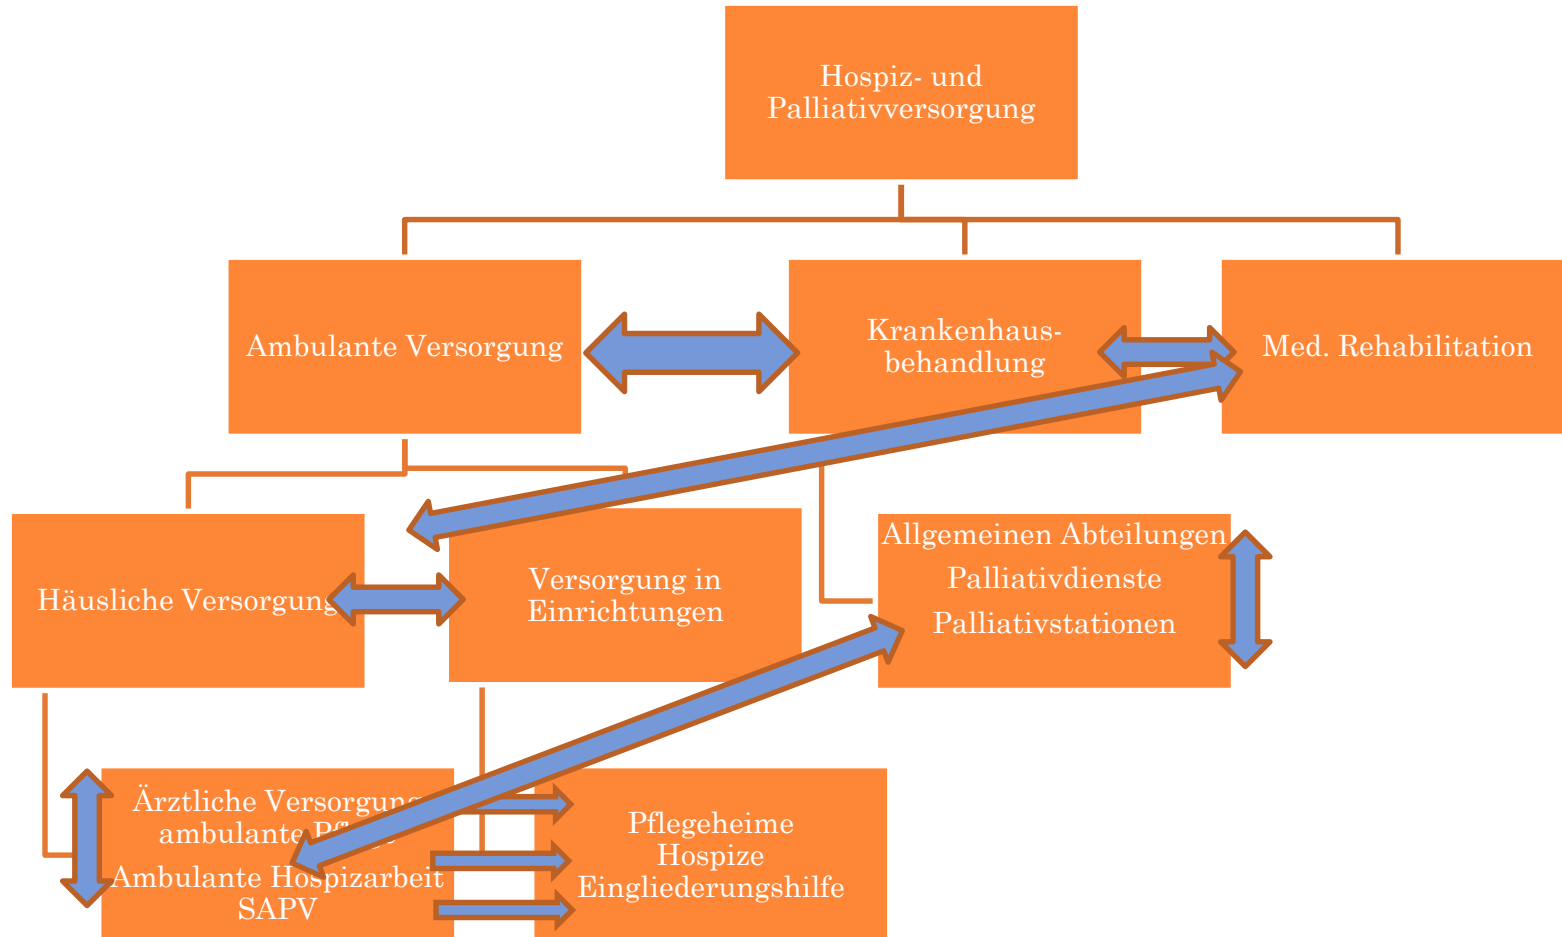 Hospiz- und
Palliativversorgung
Ambulante Versorgung
Krankenhaus-
behandlung
Med. Rehabilitation
Häusliche Versorgung
Versorgung in
Einrichtungen
Allgemeinen Abteilungen
Palliativdienste
Palliativstationen
Ärztliche Versorgung
ambulante
Ambulante Hospizarbeit
SAPV
Pflegeheime
Hospize
Eingliederungshilfe